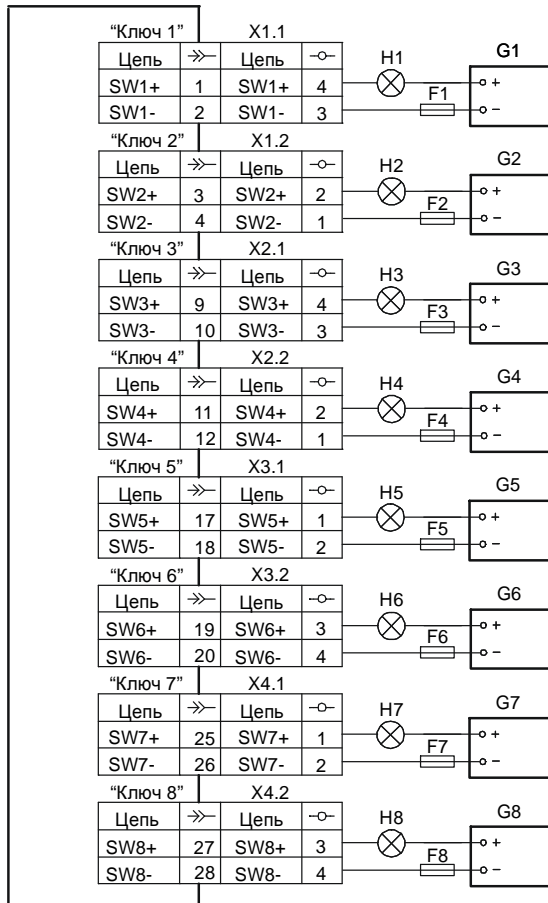 “Ключ 1” X1.1
Цепь Цепь H1 G1
SW1+ 1 SW1+ 4 +
SW1- 2 SW1- 3 F1 −
“Ключ 2” X1.2
Цепь Цепь H2 G2
SW2+ 3 SW2+ 2 +
SW2- 4 SW2- 1 F2 −
“Ключ 3” X2.1
Цепь Цепь H3 G3
SW3+ 9 SW3+ 4 +
SW3- 10 SW3- 3 F3 −
“Ключ 4” X2.2
Цепь Цепь H4 G4
SW4+ 11 SW4+ 2 +
SW4- 12 SW4- 1 F4 −
“Ключ 5” X3.1
Цепь Цепь H5 G5
SW5+ 17 SW5+ 1 +
SW5- 18 SW5- 2 F5 −
“Ключ 6” X3.2
Цепь Цепь H6 G6
SW6+ 19 SW6+ 3 +
SW6- 20 SW6- 4 F6 −
“Ключ 7” X4.1
Цепь Цепь H7 G7
SW7+ 25 SW7+ 1 +
SW7- 26 SW7- 2 F7 −
“Ключ 8” X4.2
Цепь Цепь H8 G8
SW8+ 27 SW8+ 3 +
SW8- 28 SW8- 4 F8 −